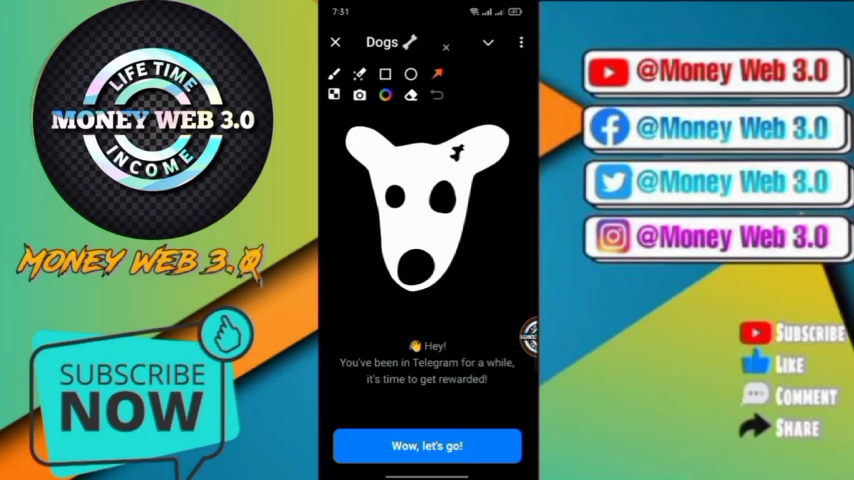 LIFE TIME
MONEY WEB 3.0
INCOME
MONEY WEB 3.0
SUBSCRIBE
NOW
7:31
Dogs
👋 Hey!
You've been in Telegram for a while,
it's time to get rewarded!
Wow, let's go!
@Money Web 3.0
@Money Web 3.0
@Money Web 3.0
@Money Web 3.0
SUBSCRIBE
LIKE
COMMENT
SHARE